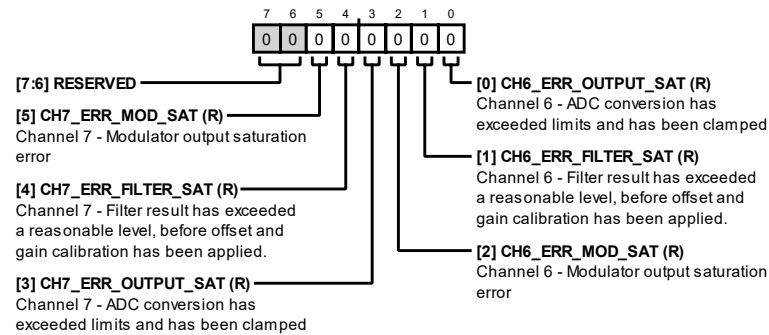 7 6 5 4 3 2 1 0
0 0 0 0 0 0 0 0
[7:6] RESERVED
[5] CH7_ERR_MOD_SAT (R)
Channel 7 - Modulator output saturation
error
[4] CH7_ERR_FILTER_SAT (R)
Channel 7 - Filter result has exceeded
a reasonable level, before offset and
gain calibration has been applied.
[3] CH7_ERR_OUTPUT_SAT (R)
Channel 7 - ADC conversion has
exceeded limits and has been clamped
[0] CH6_ERR_OUTPUT_SAT (R)
Channel 6 - ADC conversion has
exceeded limits and has been clamped
[1] CH6_ERR_FILTER_SAT (R)
Channel 6 - Filter result has exceeded
a reasonable level, before offset and
gain calibration has been applied.
[2] CH6_ERR_MOD_SAT (R)
Channel 6 - Modulator output saturation
error